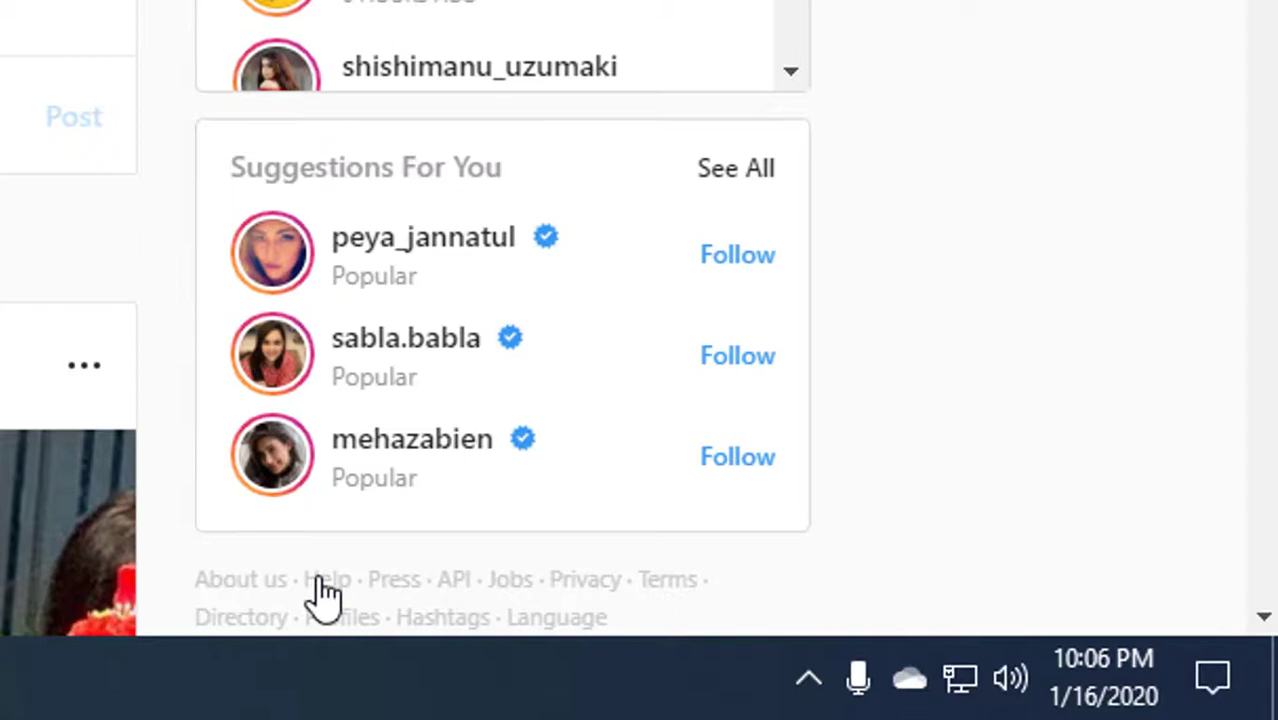 shishimanu_uzumaki
Post
Suggestions For You See All
peya_jannatul
Popular
Follow
sabla.babla
Popular
Follow
mehazabien
Popular
Follow
About us · Help · Press · API · Jobs · Privacy · Terms ·
Directory · Profiles · Hashtags · Language
10:06 PM
1/16/2020